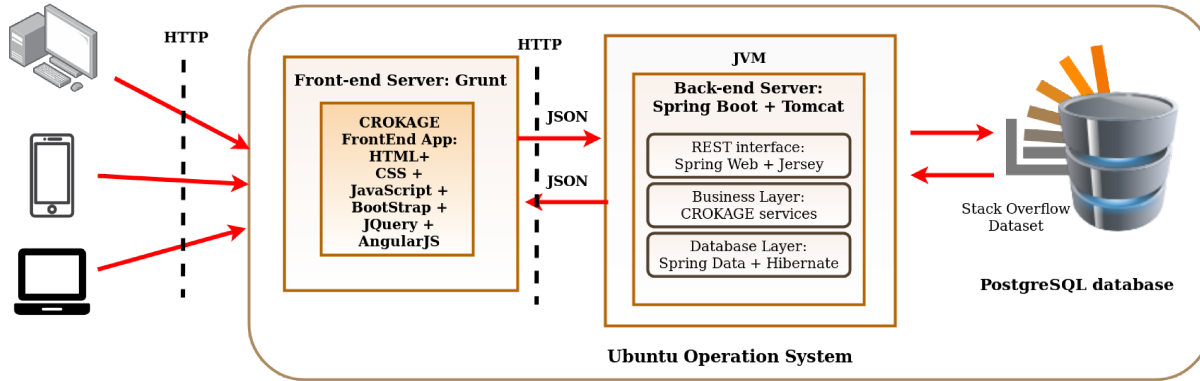 HTTP
Front-end Server: Grunt
CROKAGE
FrontEnd App:
HTML+
CSS +
JavaScript +
BootStrap +
JQuery +
AngularJS
HTTP
JSON
JSON
JVM
Back-end Server:
Spring Boot + Tomcat
REST interface:
Spring Web + Jersey
Business Layer:
CROKAGE services
Database Layer:
Spring Data + Hibernate
Stack Overflow
Dataset
PostgreSQL database
Ubuntu Operation System